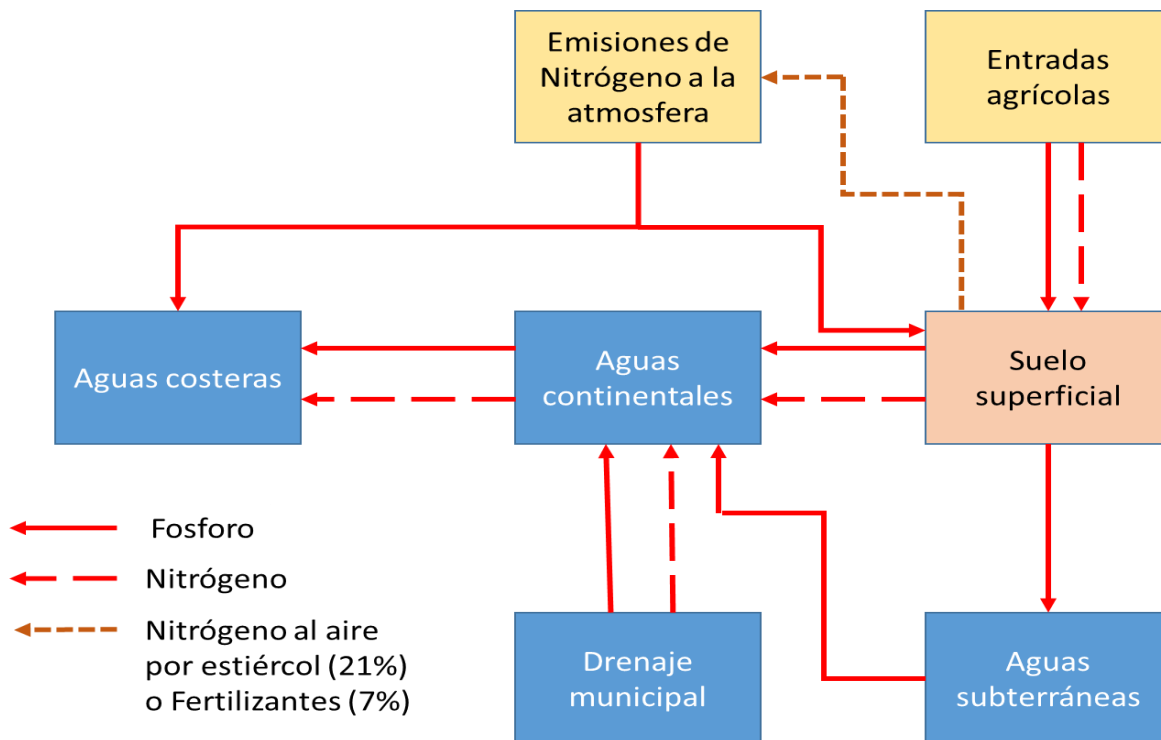 Emisiones de
Nitrógeno a la
atmosfera
Entradas
agrícolas
Aguas costeras
Aguas
continentales
Suelo
superficial
Fosforo
Nitrógeno
Nitrógeno al aire
por estiércol (21%)
o Fertilizantes (7%)
Drenaje
municipal
Aguas
subterráneas